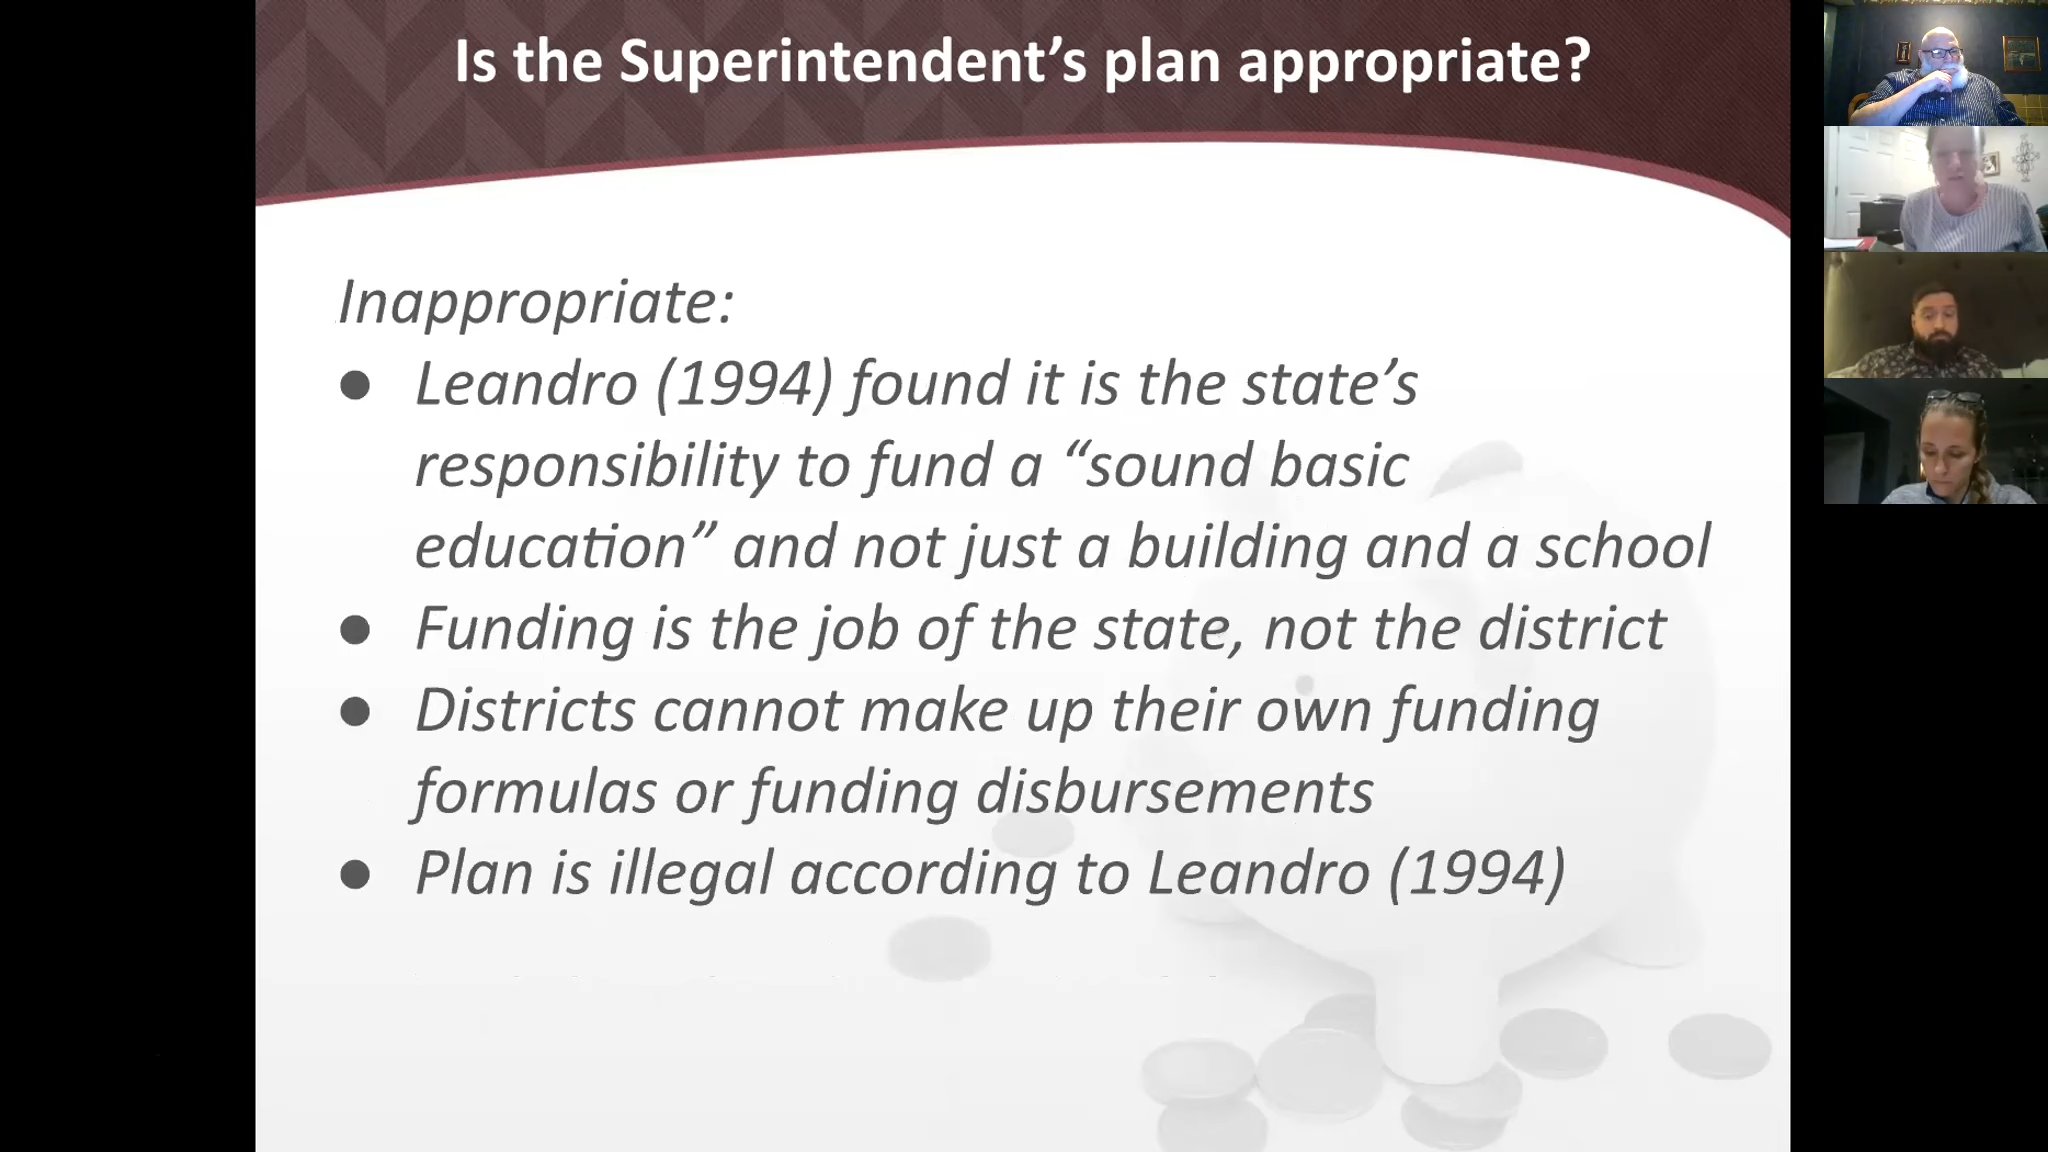 Is the Superintendent’s plan appropriate?
Inappropriate:
● Leandro (1994) found it is the state’s
responsibility to fund a “sound basic
education” and not just a building and a school
● Funding is the job of the state, not the district
● Districts cannot make up their own funding
formulas or funding disbursements
● Plan is illegal according to Leandro (1994)